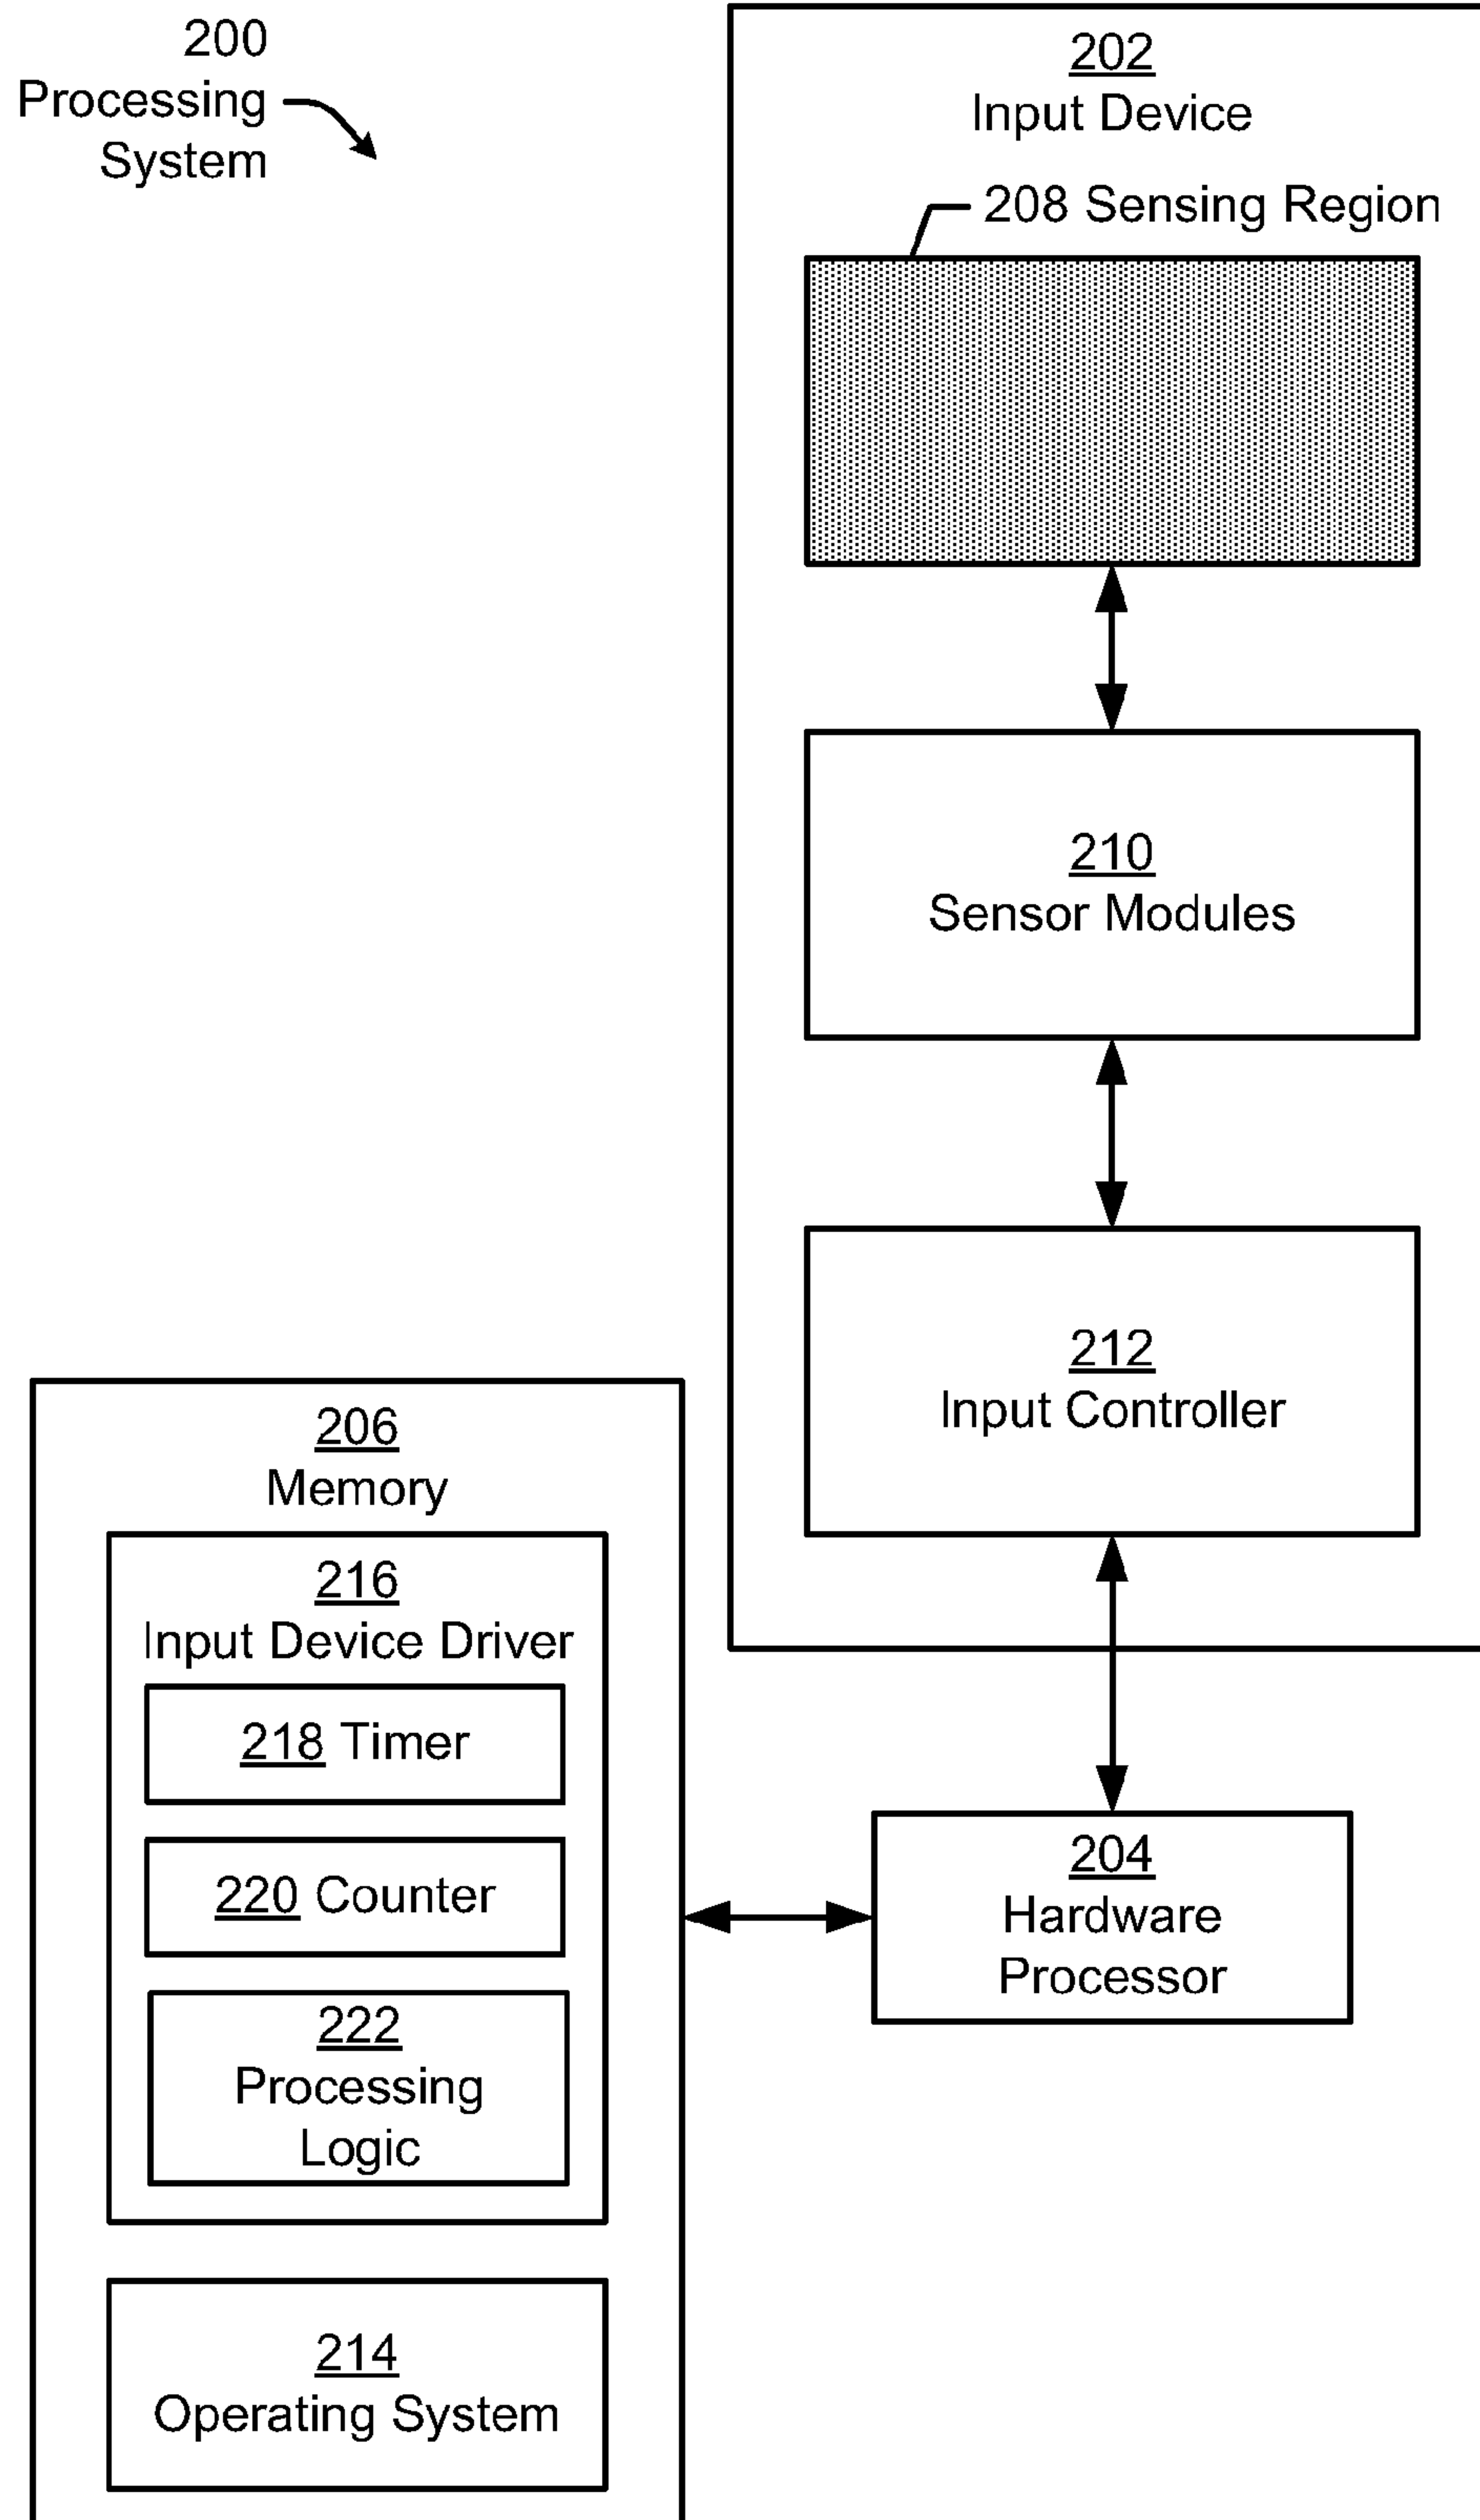 200
Processing
System
202
Input Device
208 Sensing Region
210
Sensor Modules
212
Input Controller
206
Memory
216
Input Device Driver
218 Timer
220 Counter
222
Processing
Logic
204
Hardware
Processor
214
Operating System